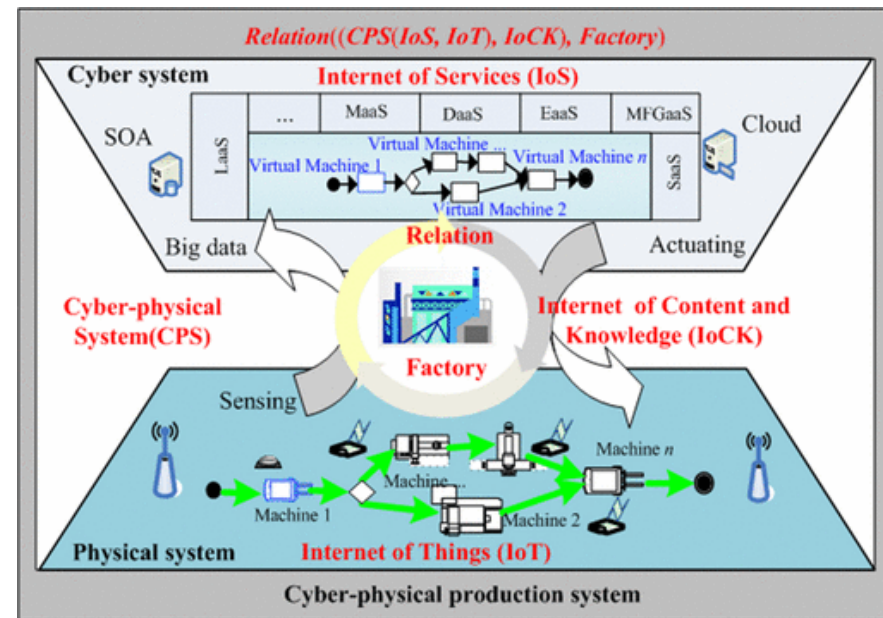 Relation((CPS(IoS, IoT), IoCK), Factory)
Cyber system
Internet of Services (IoS)
SOA
LaaS
...
MaaS
DaaS
EaaS
MFGaaS
Cloud
Virtual Machine ...
Virtual Machine 1
Virtual Machine n
Virtual Machine 2
SaaS
Big data
Relation
Actuating
Cyber-physical
System(CPS)
Internet of Content and
Knowledge (IoCK)
Factory
Sensing
Machine n
Machine ...
Machine 1
Machine 2
Physical system
Internet of Things (IoT)
Cyber-physical production system